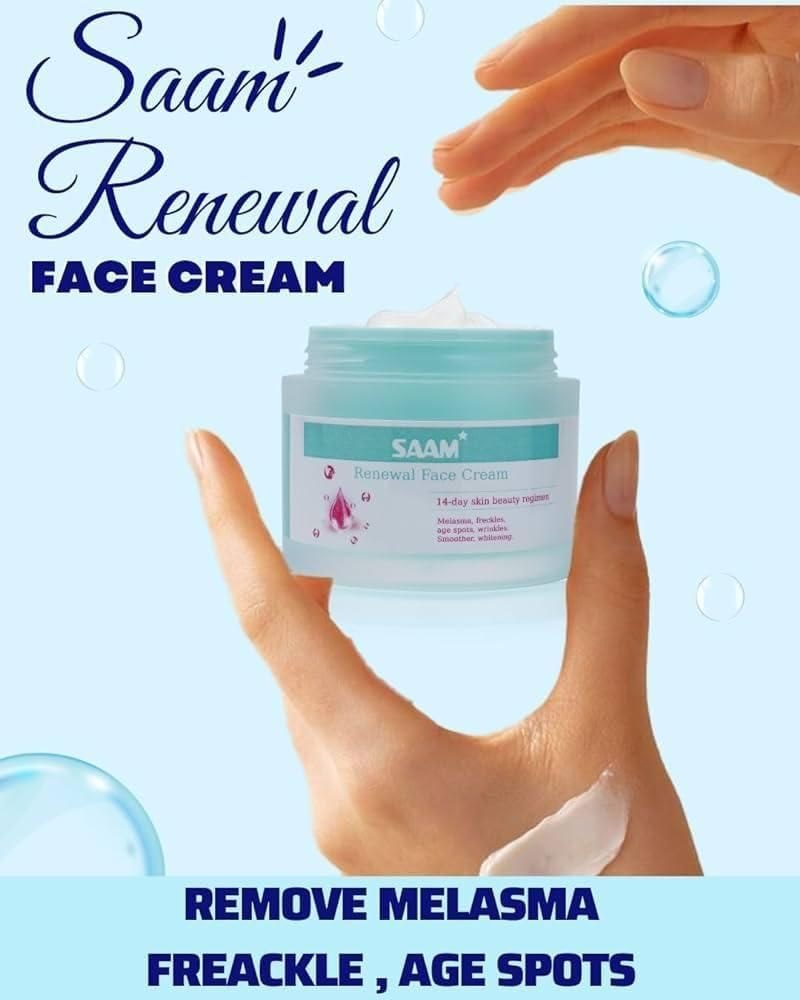 Saam
Renewal
FACE CREAM
SAAM
Renewal Face Cream
14-day skin beauty regimen
Melasma, freckles,
age spots, wrinkles.
Smoother, whitening.
REMOVE MELASMA
FREACKLE , AGE SPOTS